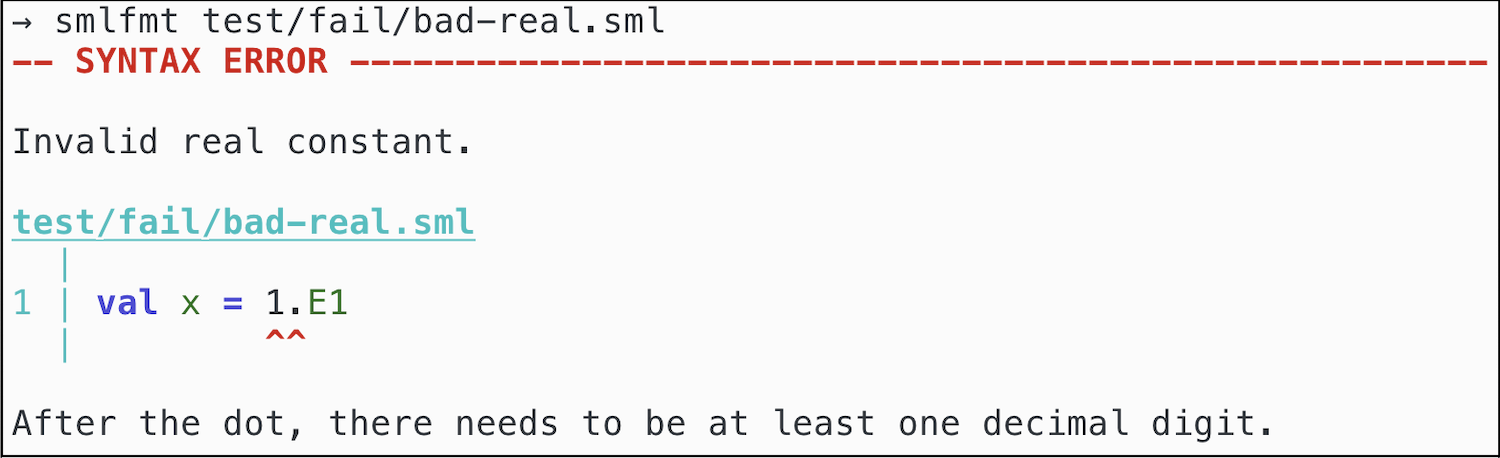 → smlfmt test/fail/bad-real.sml
-- SYNTAX ERROR ------------------------------------------------------
Invalid real constant.
test/fail/bad-real.sml
|
1 | val x = 1.E1
| ^^
After the dot, there needs to be at least one decimal digit.